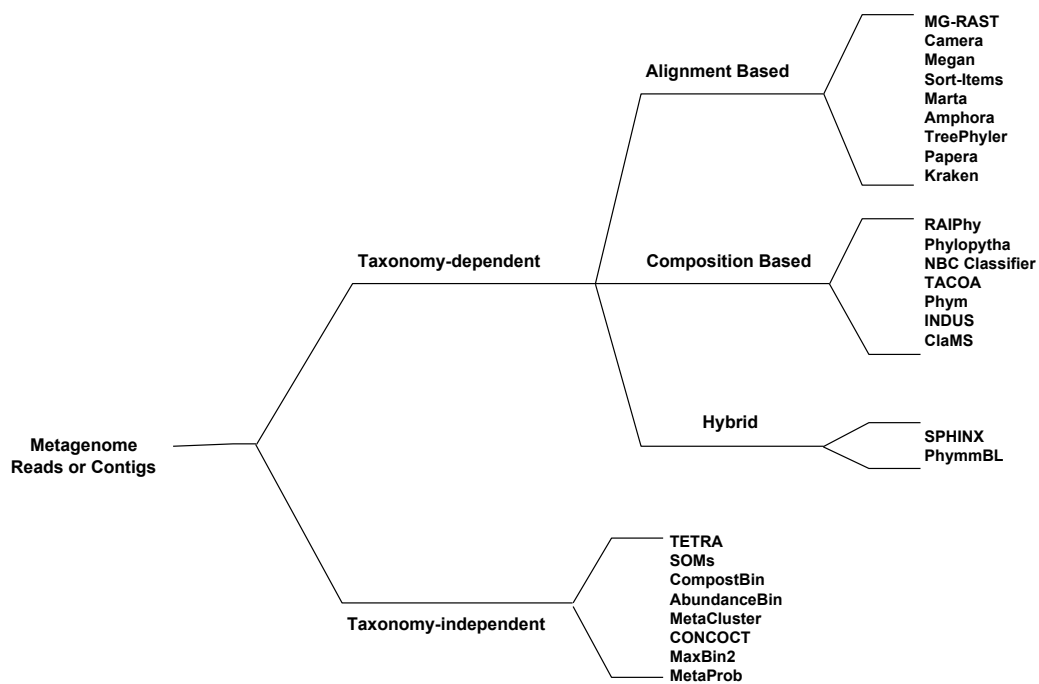 Metagenome
Reads or Contigs
Taxonomy-dependent
Alignment Based
MG-RAST
Camera
Megan
Sort-Items
Marta
Amphora
TreePhyler
Papera
Kraken
Composition Based
RAIPhy
Phylopytha
NBC Classifier
TACOA
Phym
INDUS
ClaMS
Hybrid
SPHINX
PhymmBL
Taxonomy-independent
TETRA
SOMs
CompostBin
AbundanceBin
MetaCluster
CONCOCT
MaxBin2
MetaProb